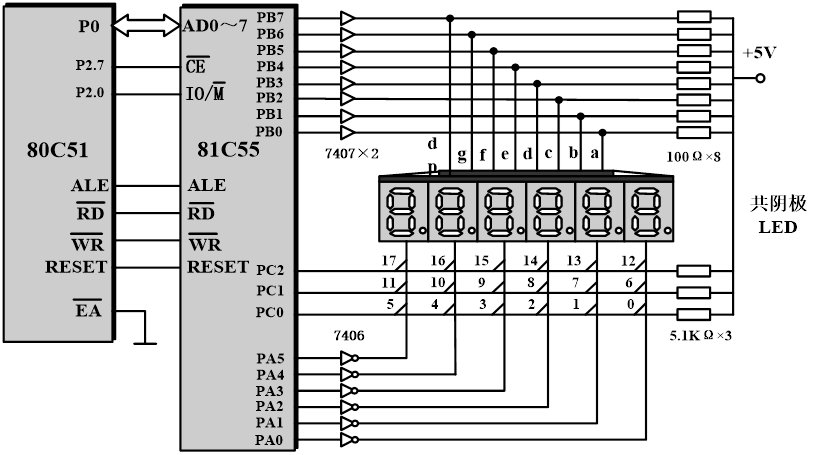 P0
P2.7
P2.0
80C51
ALE
RD
WR
RESET
EA
AD0～7
CE
IO/M
81C55
ALE
RD
WR
RESET
PB7
PB6
PB5
PB4
PB3
PB2
PB1
PB0
PC2
PC1
PC0
PA5
PA4
PA3
PA2
PA1
PA0
7407×2
dp g f e d c b a
100Ω×8
+5V
共阴极
LED
17 16 15 14 13 12
11 10 9 8 7 6
5 4 3 2 1 0
5.1KΩ×3
7406